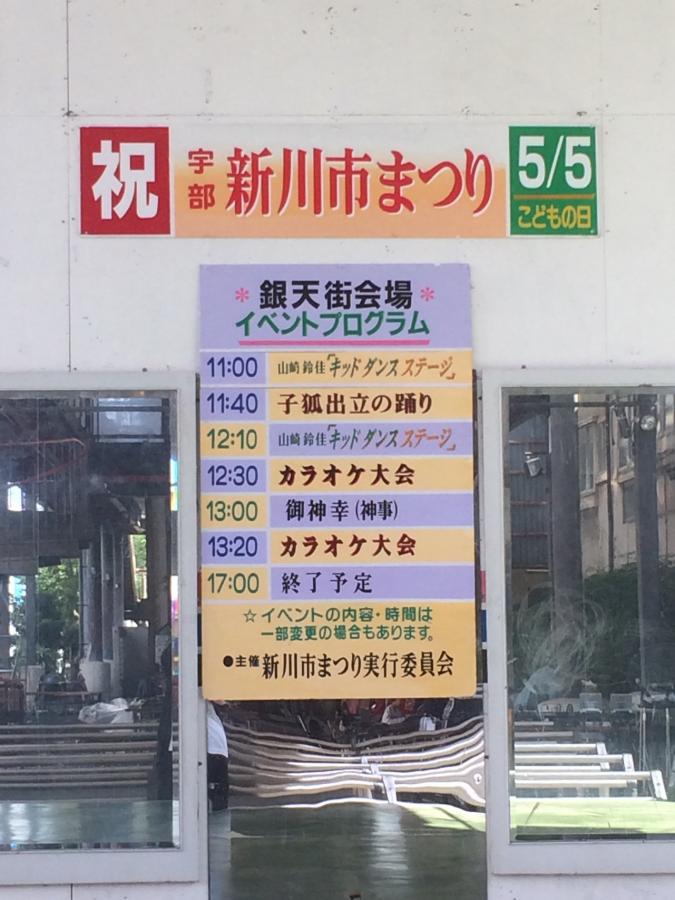 祝 宇部 新川市まつり 5/5
こどもの日
＊銀天街会場＊
イベントプログラム
11:00 山崎鈴佳「キッドダンスステージ」
11:40 子狐出立の踊り
12:10 山崎鈴佳「キッドダンスステージ」
12:30 カラオケ大会
13:00 御神幸(神事)
13:20 カラオケ大会
17:00 終了予定
☆イベントの内容・時間は
一部変更の場合もあります。
●主催 新川市まつり実行委員会